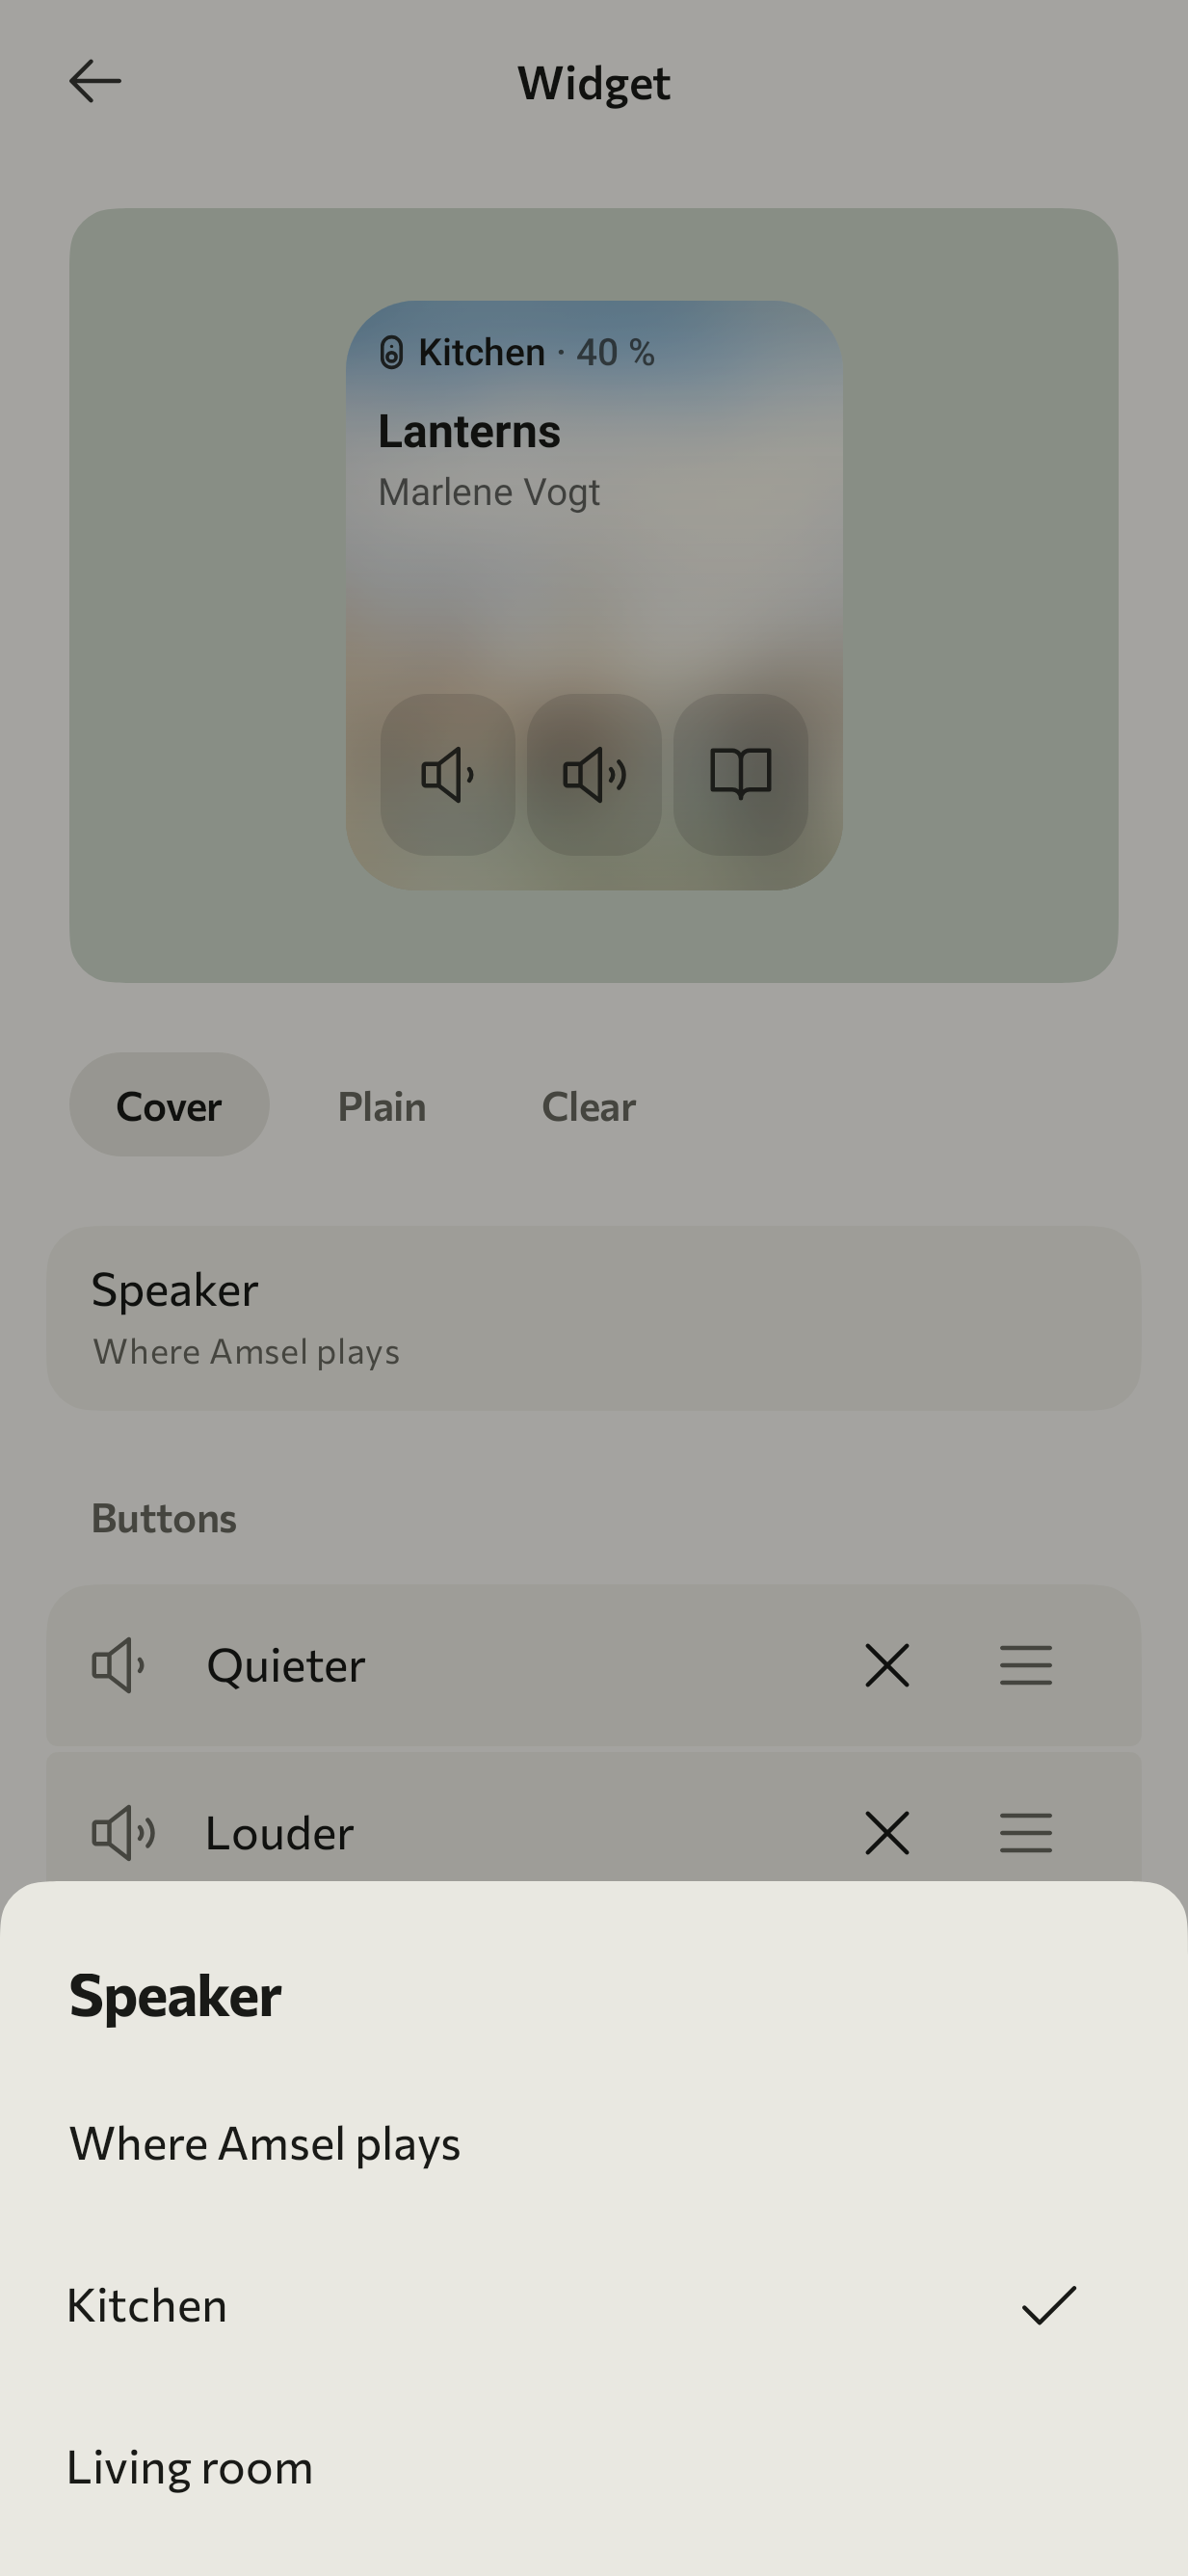 Widget
Kitchen · 40 %
Lanterns
Marlene Vogt
Cover
Plain
Clear
Speaker
Where Amsel plays
Buttons
Quieter
Louder
Speaker
Where Amsel plays
Kitchen
Living room